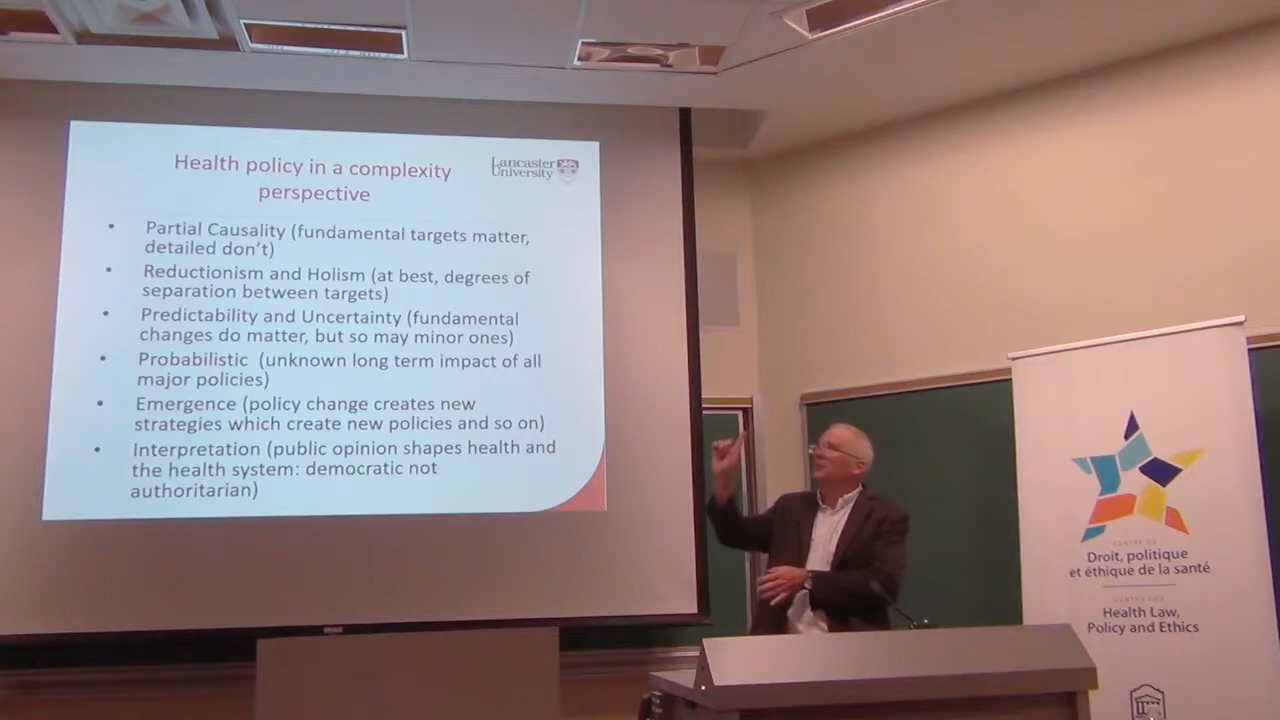 Health policy in a complexity
perspective
Lancaster
University
• Partial Causality (fundamental targets matter,
detailed don't)
• Reductionism and Holism (at best, degrees of
separation between targets)
• Predictability and Uncertainty (fundamental
changes do matter, but so may minor ones)
• Probabilistic (unknown long term impact of all
major policies)
• Emergence (policy change creates new
strategies which create new policies and so on)
• Interpretation (public opinion shapes health and
the health system: democratic not
authoritarian)
CENTRE DE
Droit, politique
et éthique de la santé
CENTRE FOR
Health Law,
Policy and Ethics